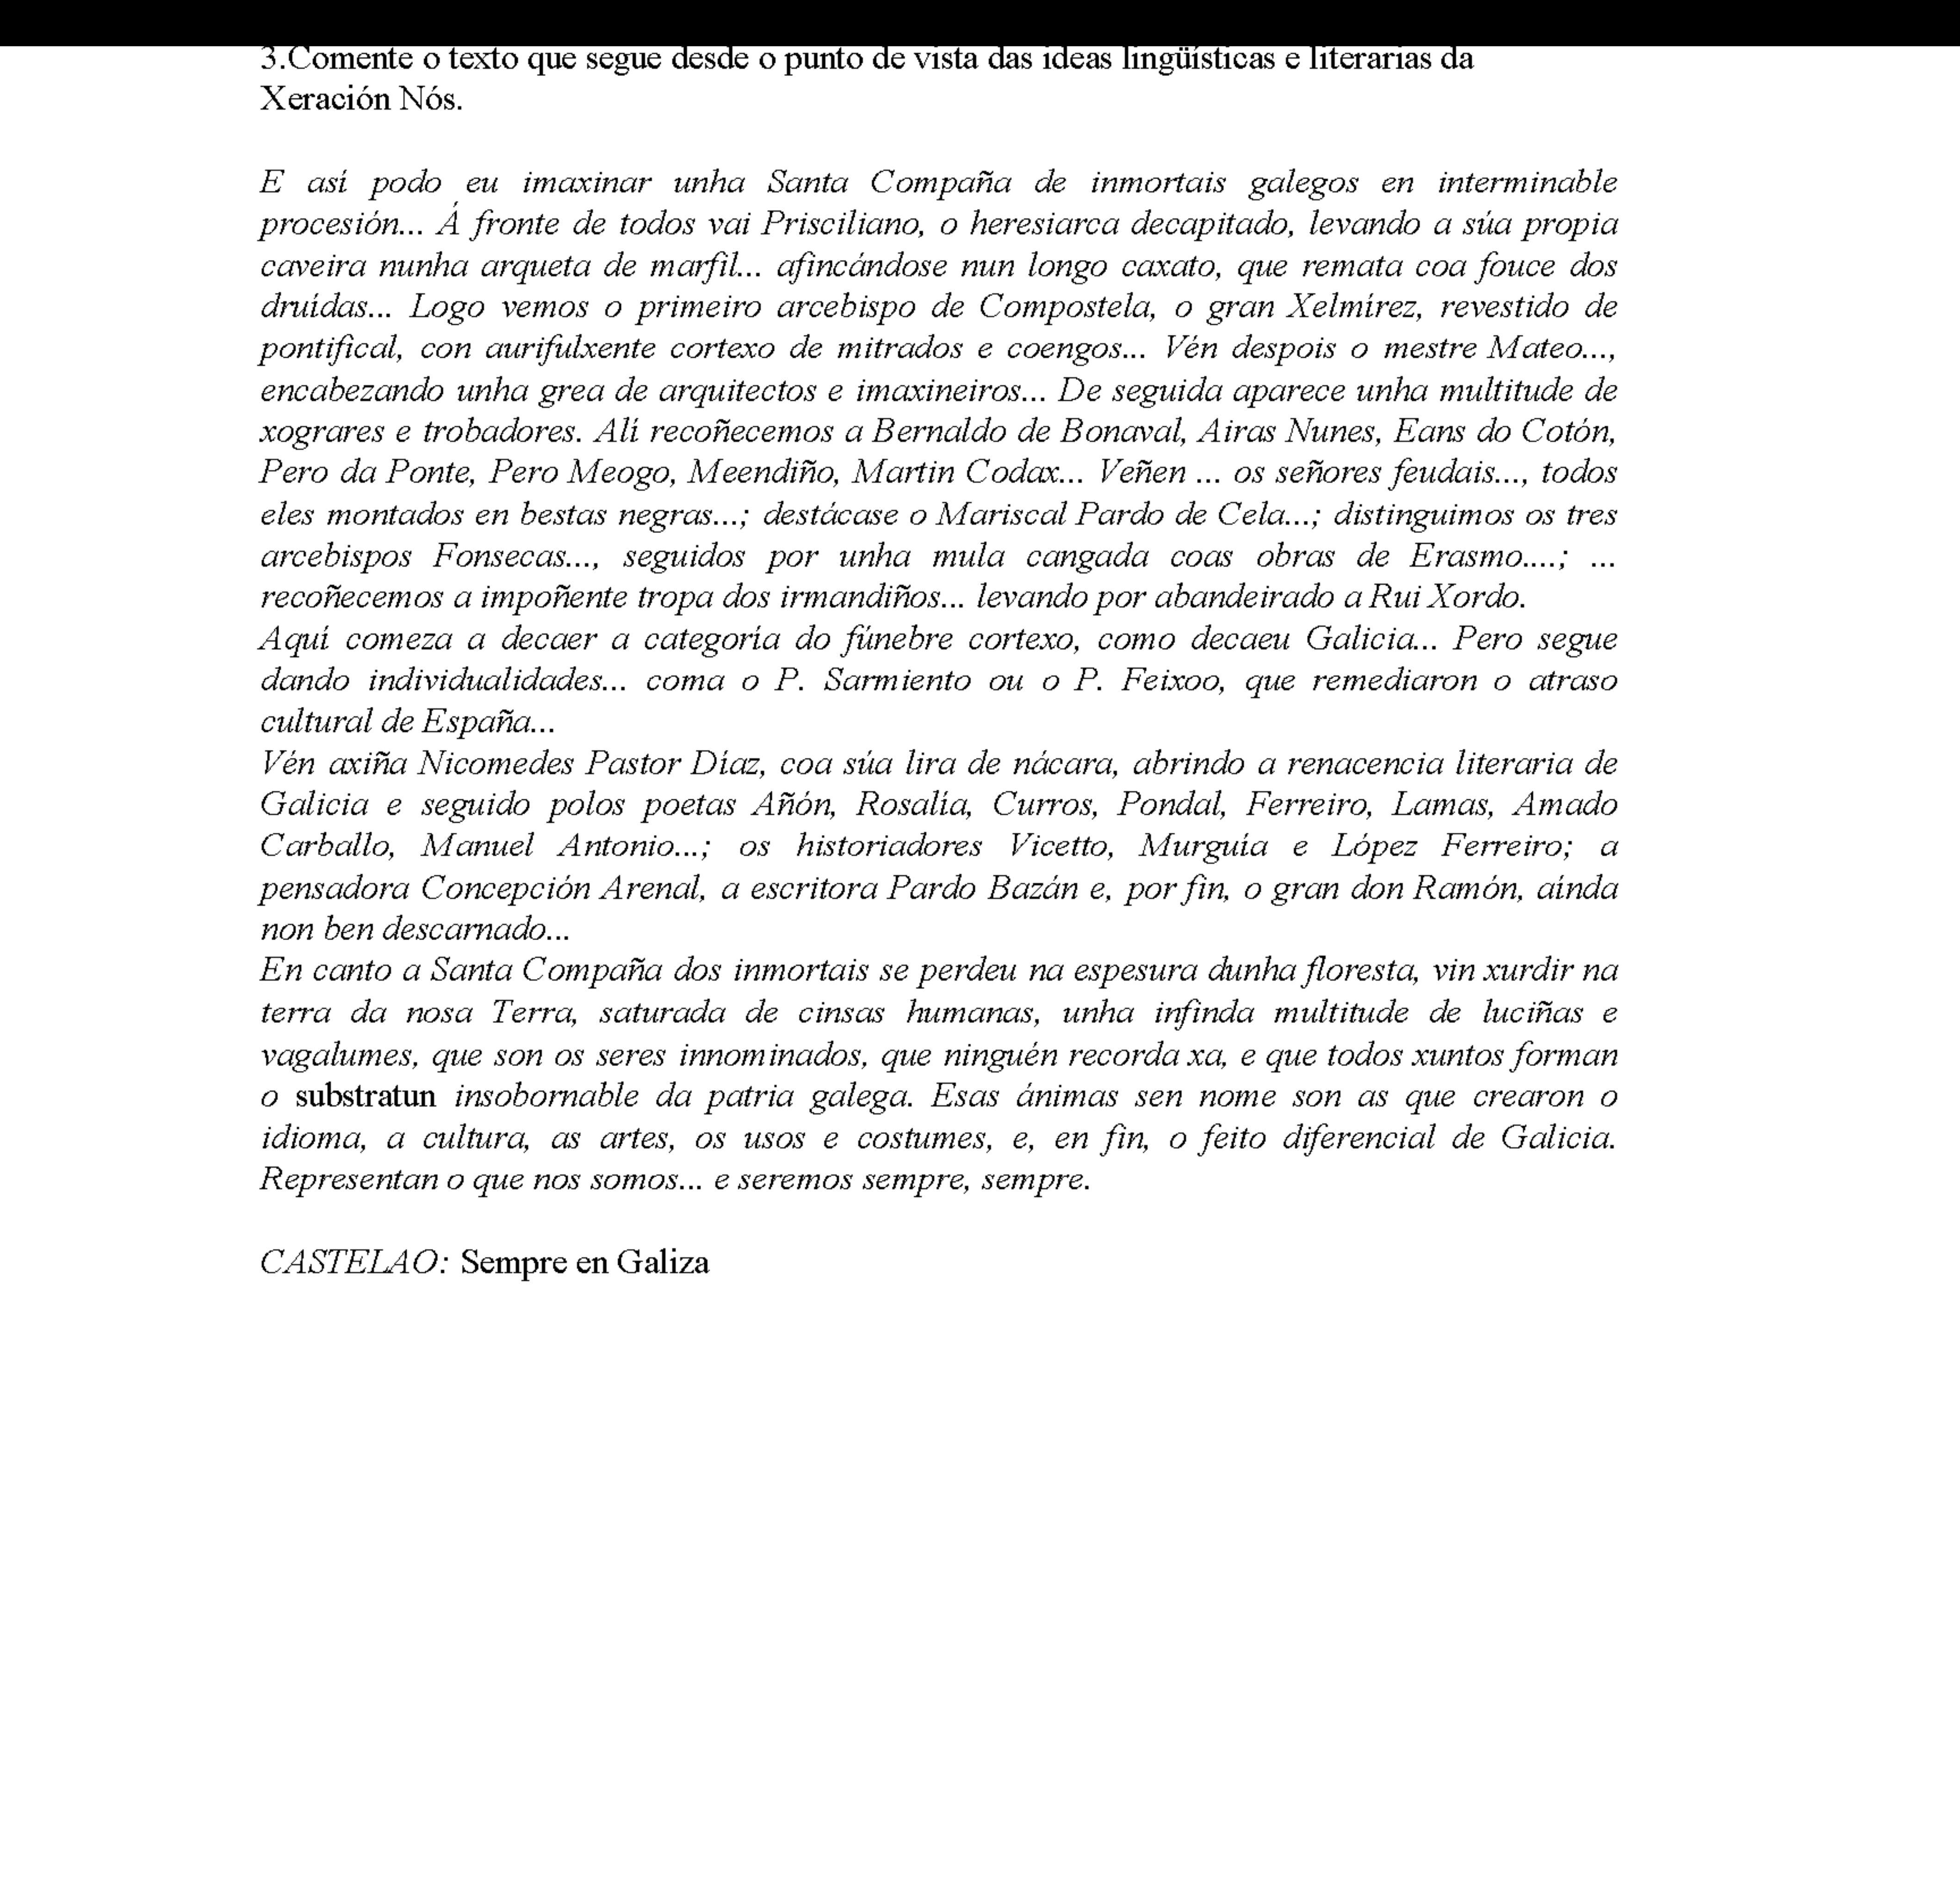 3.Comente o texto que segue desde o punto de vista das ideas lingüísticas e literarias da
Xeración Nós.
E así podo eu imaxinar unha Santa Compaña de inmortais galegos en interminable
procesión... Á fronte de todos vai Prisciliano, o heresiarca decapitado, levando a súa propia
caveira nunha arqueta de marfil... afincándose nun longo caxato, que remata coa fouce dos
druídas... Logo vemos o primeiro arcebispo de Compostela, o gran Xelmírez, revestido de
pontifical, con aurifulxente cortexo de mitrados e coengos... Vén despois o mestre Mateo...,
encabezando unha grea de arquitectos e imaxineiros... De seguida aparece unha multitude de
xograres e trobadores. Alí recoñecemos a Bernaldo de Bonaval, Airas Nunes, Eans do Cotón,
Pero da Ponte, Pero Meogo, Meendiño, Martin Codax... Veñen ... os señores feudais..., todos
eles montados en bestas negras...; destácase o Mariscal Pardo de Cela...; distinguimos os tres
arcebispos Fonsecas..., seguidos por unha mula cangada coas obras de Erasmo....; ...
recoñecemos a impoñente tropa dos irmandiños... levando por abandeirado a Rui Xordo.
Aquí comeza a decaer a categoría do fúnebre cortexo, como decaeu Galicia... Pero segue
dando individualidades... coma o P. Sarmiento ou o P. Feixoo, que remediaron o atraso
cultural de España...
Vén axiña Nicomedes Pastor Díaz, coa súa lira de nácara, abrindo a renacencia literaria de
Galicia e seguido polos poetas Añón, Rosalía, Curros, Pondal, Ferreiro, Lamas, Amado
Carballo, Manuel Antonio...; os historiadores Vicetto, Murguía e López Ferreiro; a
pensadora Concepción Arenal, a escritora Pardo Bazán e, por fin, o gran don Ramón, aínda
non ben descarnado...
En canto a Santa Compaña dos inmortais se perdeu na espesura dunha floresta, vin xurdir na
terra da nosa Terra, saturada de cinsas humanas, unha infinda multitude de luciñas e
vagalumes, que son os seres innominados, que ninguén recorda xa, e que todos xuntos forman
o substratun insobornable da patria galega. Esas ánimas sen nome son as que crearon o
idioma, a cultura, as artes, os usos e costumes, e, en fin, o feito diferencial de Galicia.
Representan o que nos somos... e seremos sempre, sempre.
CASTELAO: Sempre en Galiza